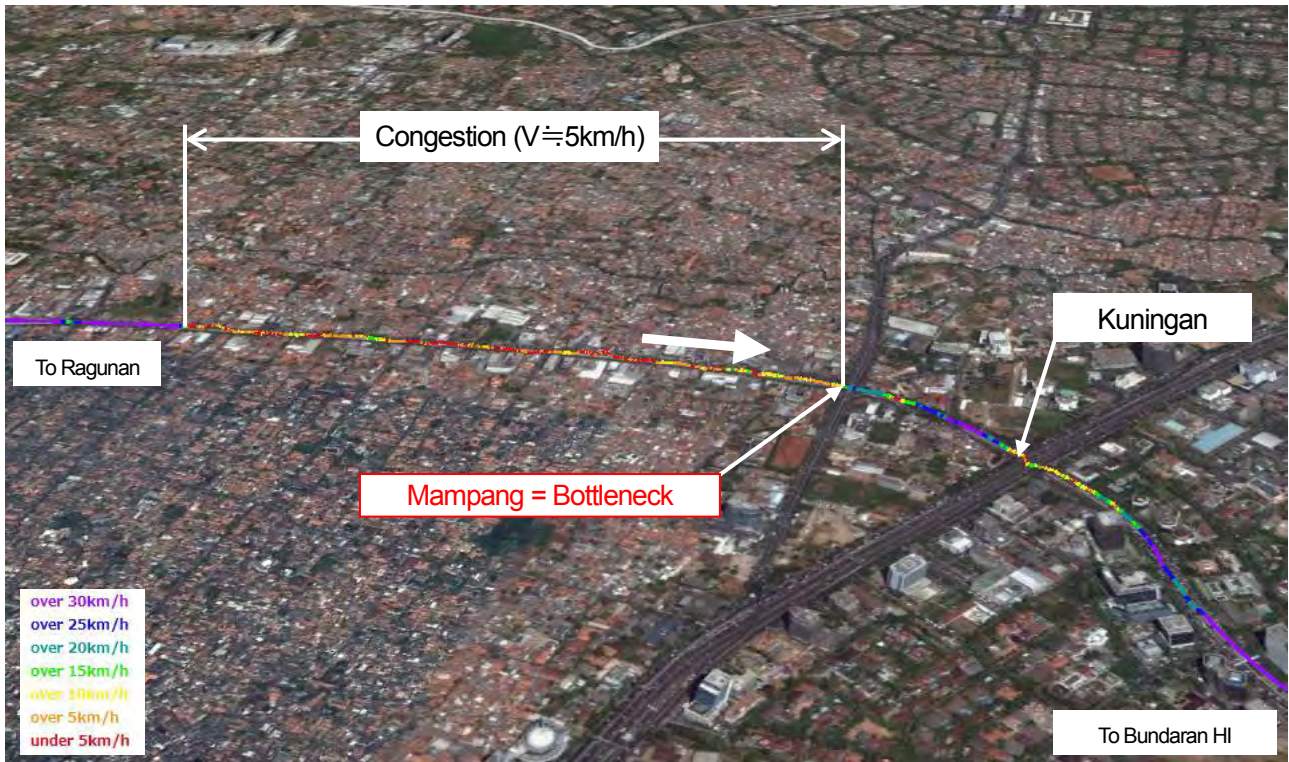 Congestion (V≒5km/h)
Kuningan
To Ragunan
Mampang = Bottleneck
over 30km/h
over 25km/h
over 20km/h
over 15km/h
over 10km/h
over 5km/h
under 5km/h
To Bundaran HI